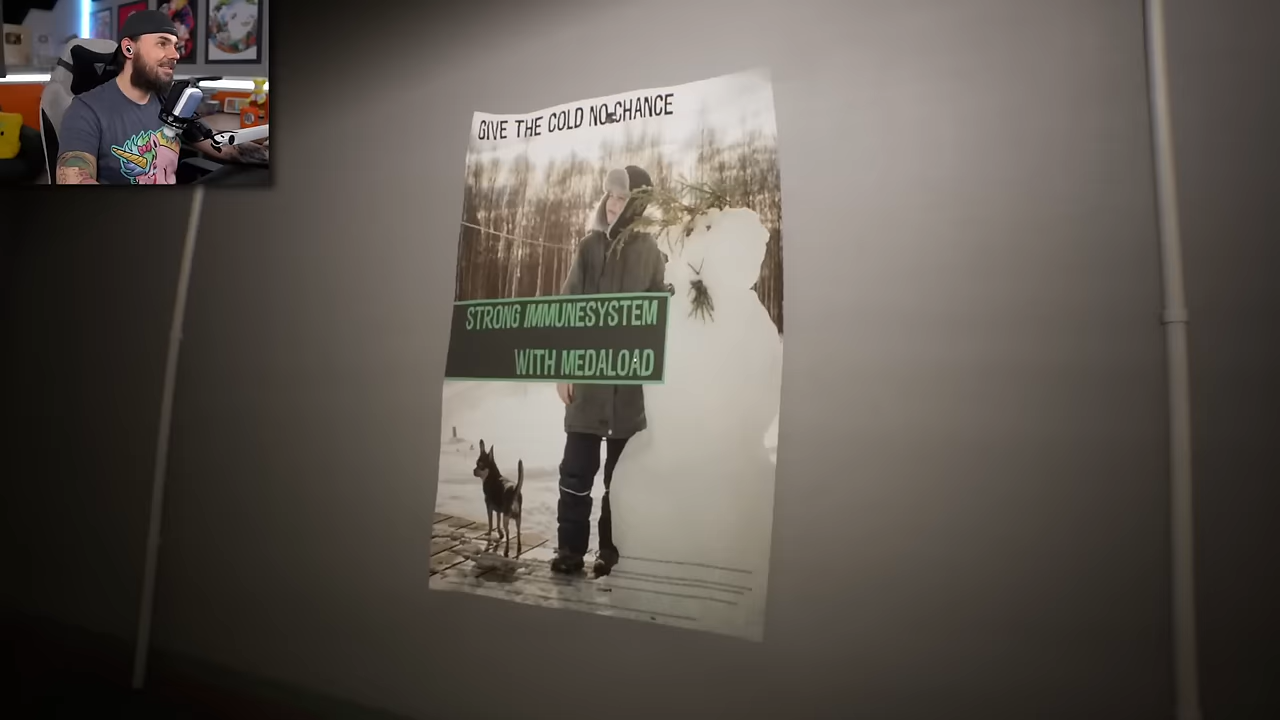 GIVE THE COLD NO CHANCE
STRONG IMMUNESYSTEM
WITH MEDALOAD